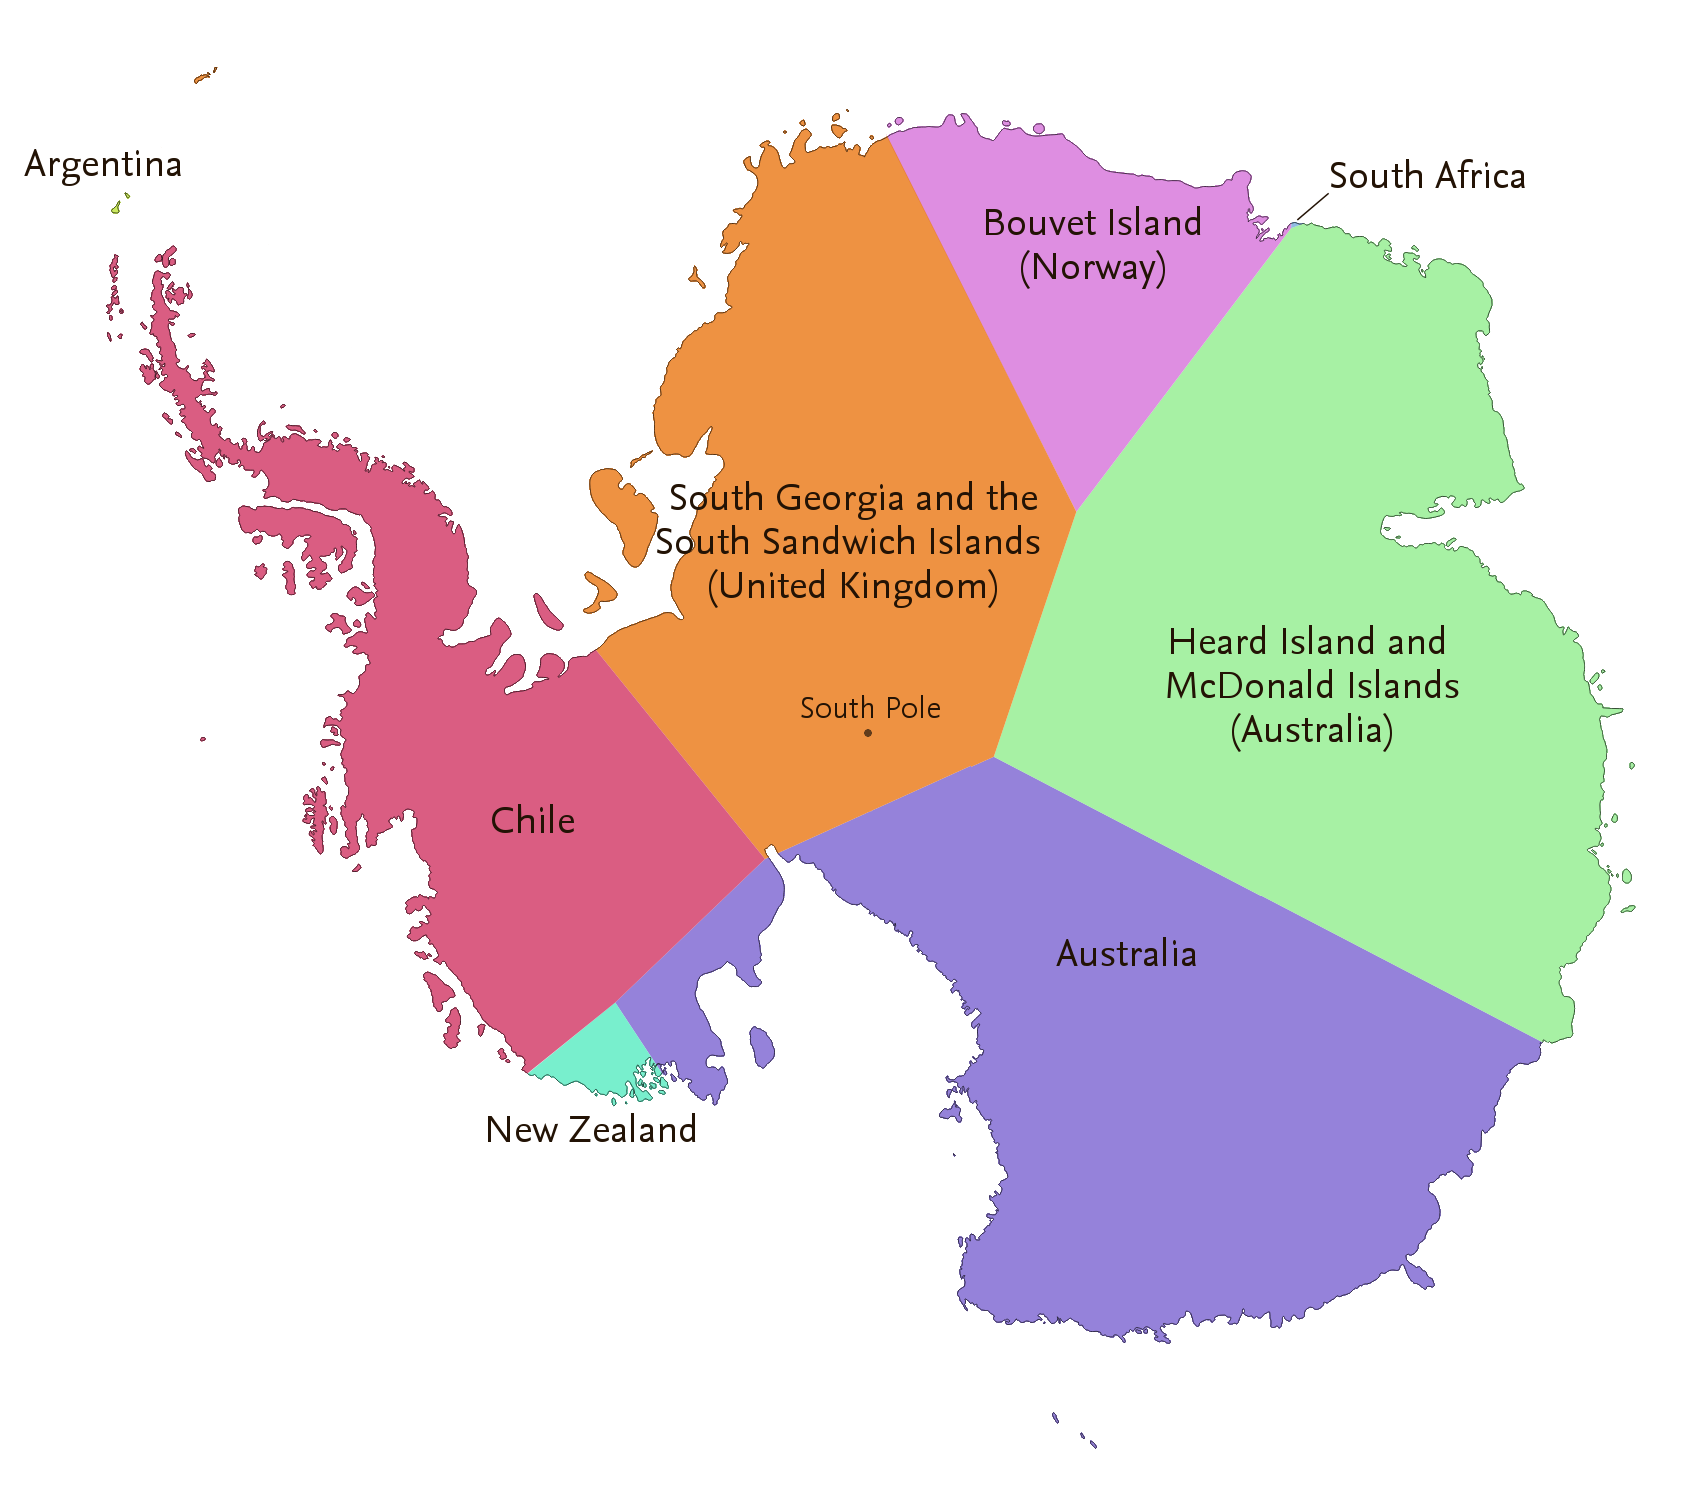 Argentina
South Africa
Bouvet Island
(Norway)
South Georgia and the
South Sandwich Islands
(United Kingdom)
Heard Island and
McDonald Islands
(Australia)
South Pole
Chile
Australia
New Zealand